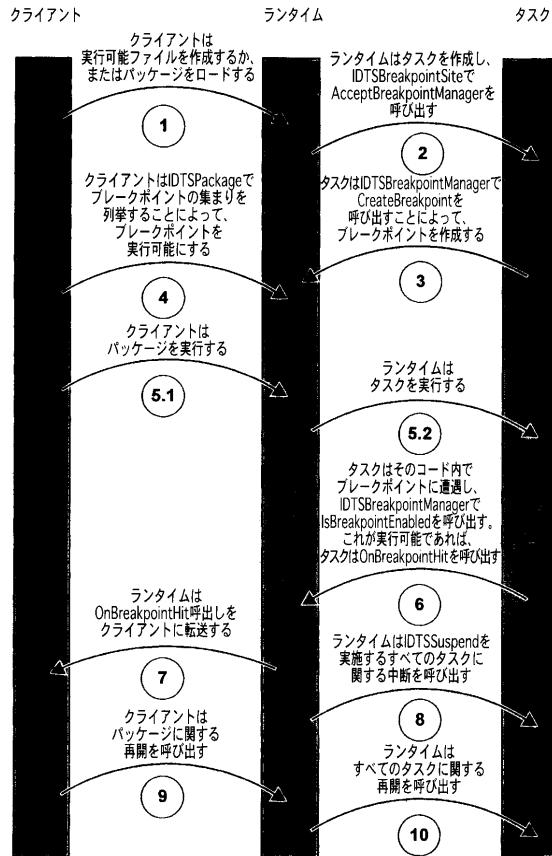 クライアント
ランタイム
タスク
クライアントは
実行可能ファイルを作成するか、
またはパッケージをロードする
1
ランタイムはタスクを作成し、
IDTSBreakpointSiteで
AcceptBreakpointManagerを
呼び出す
2
タスクはIDTSBreakpointManagerで
CreateBreakpointを
呼び出すことによって、
ブレークポイントを作成する
3
クライアントはIDTSPackageで
ブレークポイントの集まりを
列挙することによって、
ブレークポイントを
実行可能にする
4
クライアントは
パッケージを実行する
5.1
ランタイムは
タスクを実行する
5.2
タスクはそのコード内で
ブレークポイントに遭遇し、
IDTSBreakpointManagerで
IsBreakpointEnabledを呼び出す。
これが実行可能であれば、
タスクはOnBreakpointHitを呼び出す
6
ランタイムは
OnBreakpointHit呼出しを
クライアントに転送する
7
ランタイムはIDTSSuspendを
実施するすべてのタスクに
関する中断を呼び出す
8
クライアントは
パッケージに関する
再開を呼び出す
9
ランタイムは
すべてのタスクに関する
再開を呼び出す
10